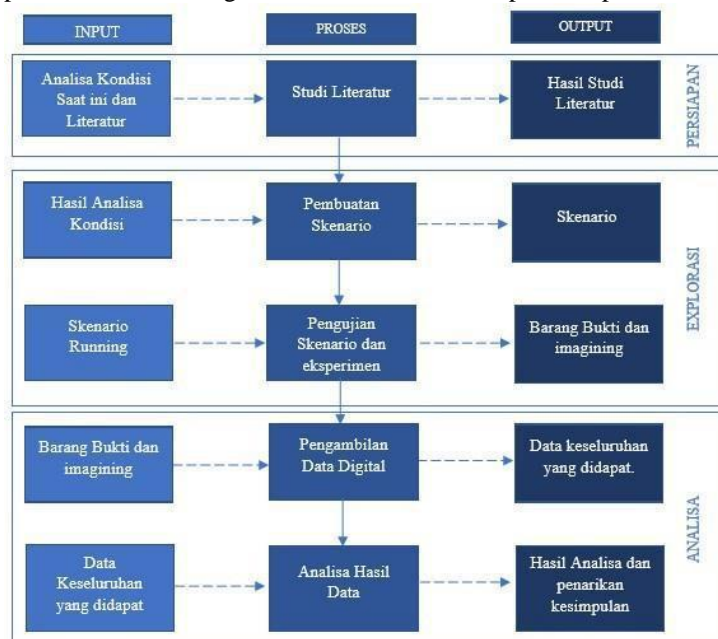 INPUT
PROSES
OUTPUT
Analisa Kondisi
Saat ini dan
Literatur
Studi Literatur
Hasil Studi
Literatur
PERSIAPAN
Hasil Analisa
Kondisi
Pembuatan
Skenario
Skenario
Skenario
Running
Pengujian
Skenario dan
eksperimen
Barang Bukti dan
imagining
EXPLORASI
Barang Bukti dan
imagining
Pengambilan
Data Digital
Data keseluruhan
yang didapat.
Data
Keseluruhan
yang didapat
Analisa Hasil
Data
Hasil Analisa dan
penarikan
kesimpulan
ANALISA